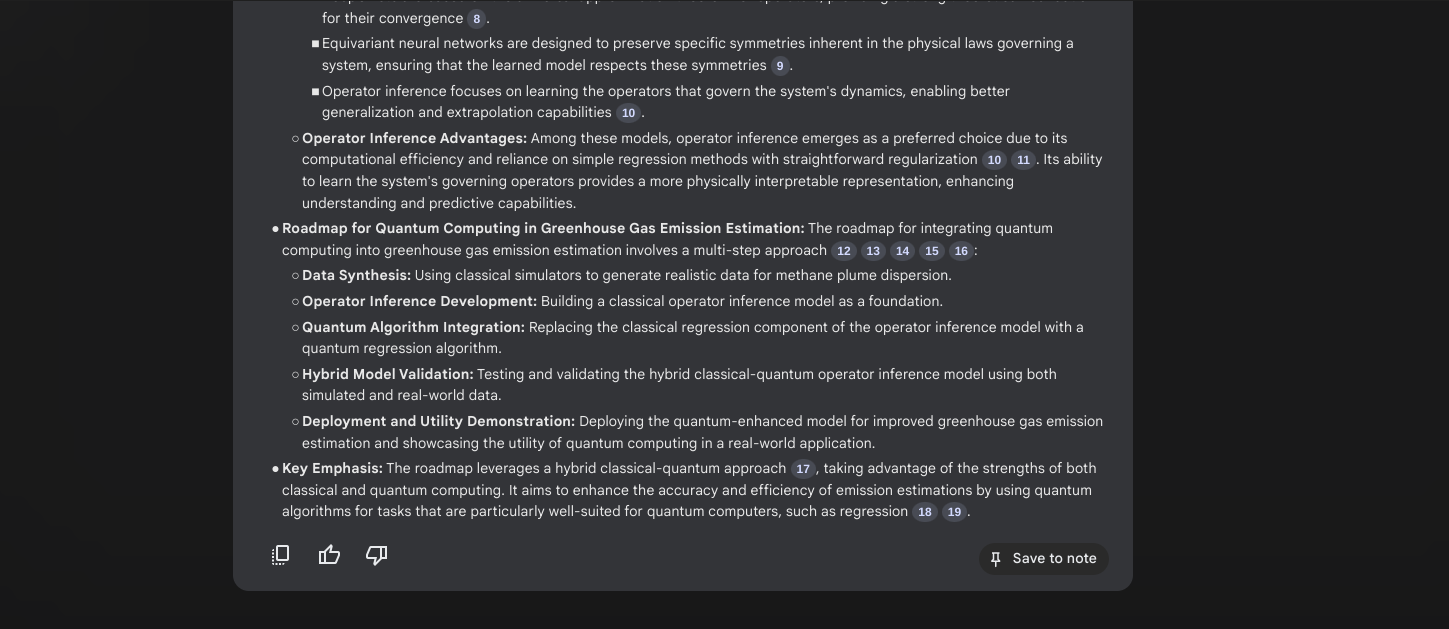 for their convergence 8 .
■ Equivariant neural networks are designed to preserve specific symmetries inherent in the physical laws governing a
system, ensuring that the learned model respects these symmetries 9 .
■ Operator inference focuses on learning the operators that govern the system's dynamics, enabling better
generalization and extrapolation capabilities 10 .
○ Operator Inference Advantages: Among these models, operator inference emerges as a preferred choice due to its
computational efficiency and reliance on simple regression methods with straightforward regularization 10 11 . Its ability
to learn the system's governing operators provides a more physically interpretable representation, enhancing
understanding and predictive capabilities.
● Roadmap for Quantum Computing in Greenhouse Gas Emission Estimation: The roadmap for integrating quantum
computing into greenhouse gas emission estimation involves a multi-step approach 12 13 14 15 16 :
○ Data Synthesis: Using classical simulators to generate realistic data for methane plume dispersion.
○ Operator Inference Development: Building a classical operator inference model as a foundation.
○ Quantum Algorithm Integration: Replacing the classical regression component of the operator inference model with a
quantum regression algorithm.
○ Hybrid Model Validation: Testing and validating the hybrid classical-quantum operator inference model using both
simulated and real-world data.
○ Deployment and Utility Demonstration: Deploying the quantum-enhanced model for improved greenhouse gas emission
estimation and showcasing the utility of quantum computing in a real-world application.
● Key Emphasis: The roadmap leverages a hybrid classical-quantum approach 17 , taking advantage of the strengths of both
classical and quantum computing. It aims to enhance the accuracy and efficiency of emission estimations by using quantum
algorithms for tasks that are particularly well-suited for quantum computers, such as regression 18 19 .
Save to note